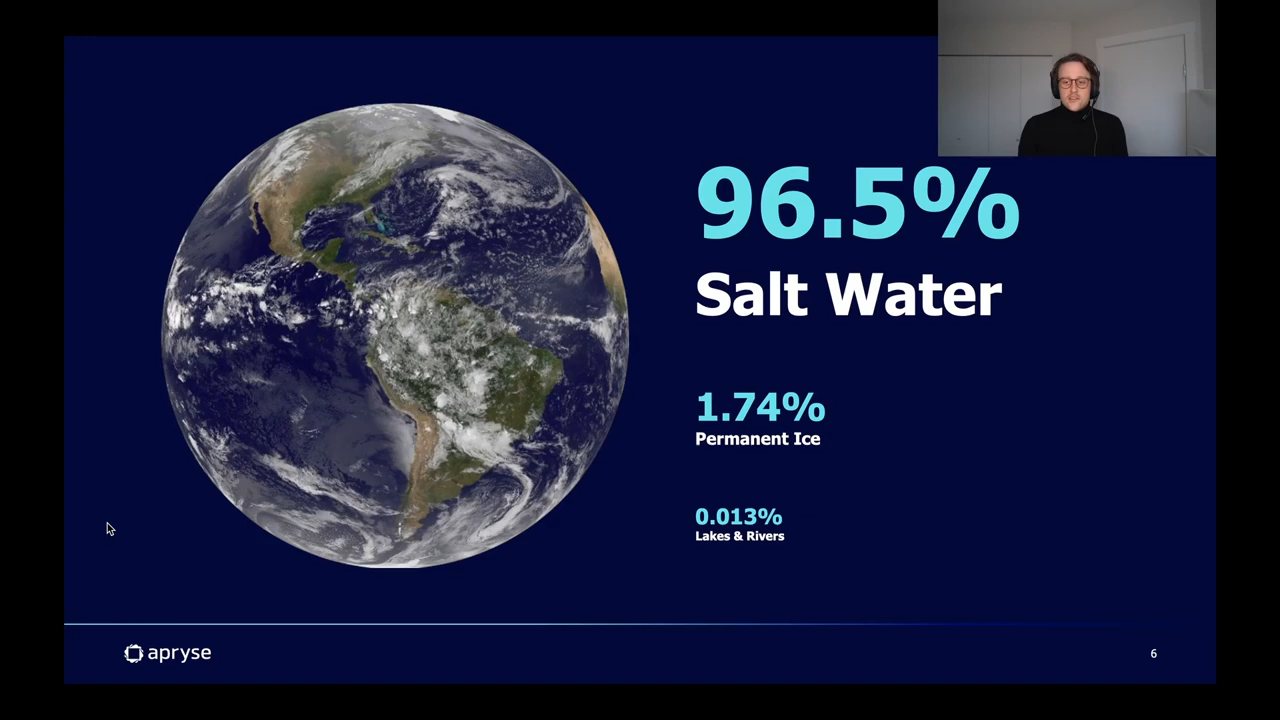 96.5%
Salt Water
1.74%
Permanent Ice
0.013%
Lakes & Rivers
apryse
6